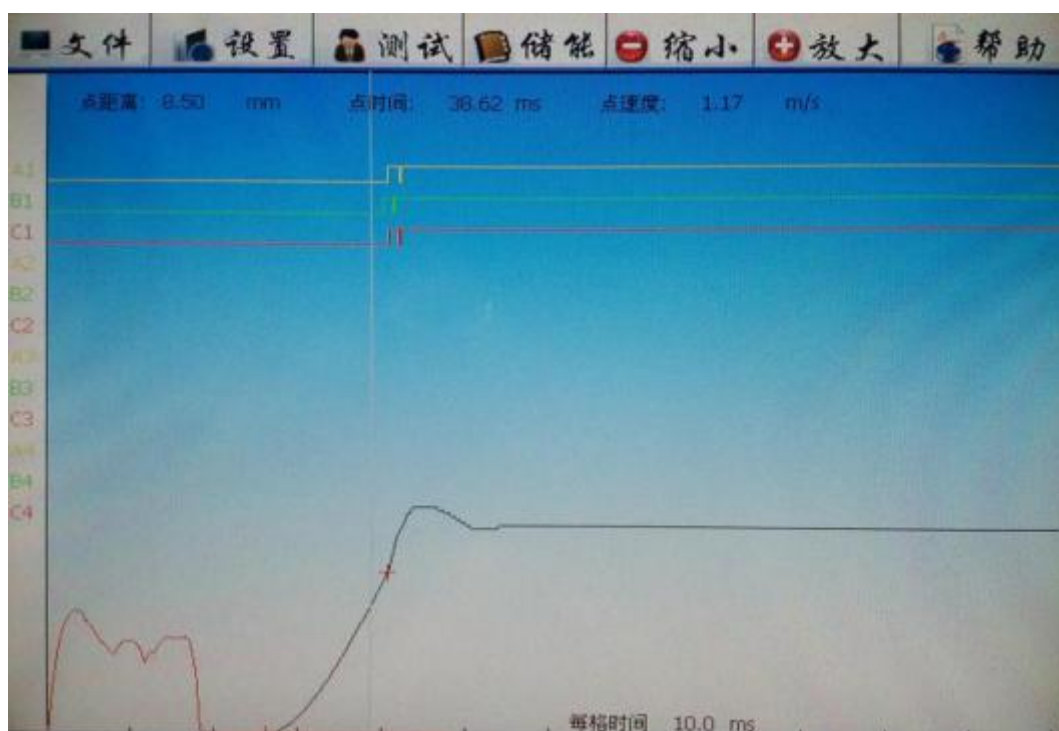 文件 设置 测试 储能 缩小 放大 帮助
点距离: 8.50 mm 点时间: 38.62 ms 点速度: 1.17 m/s
A1
B1
C1
A2
B2
C2
A3
B3
C3
A4
B4
C4
每格时间 10.0 ms